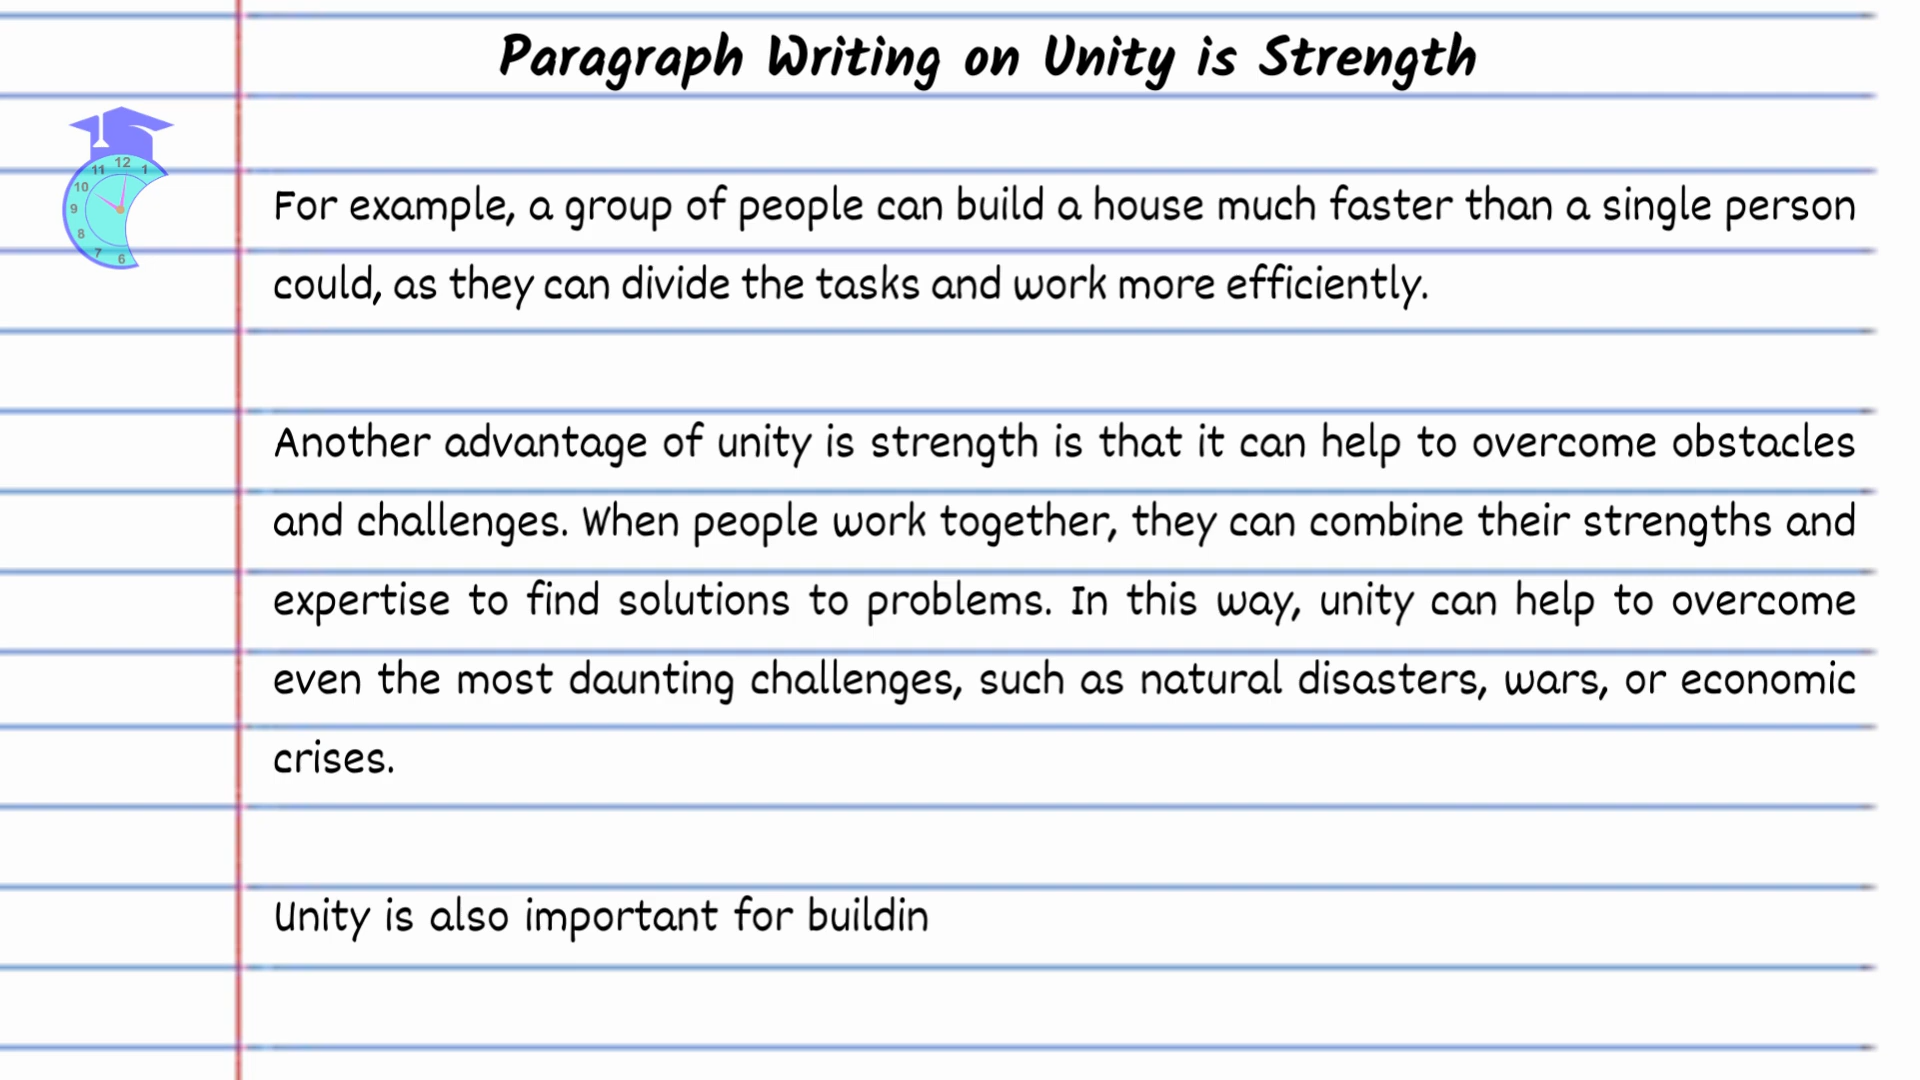 Paragraph Writing on Unity is Strength
12
11
1
10
9
8
7
6
For example, a group of people can build a house much faster than a single person
could, as they can divide the tasks and work more efficiently.
Another advantage of unity is strength is that it can help to overcome obstacles
and challenges. When people work together, they can combine their strengths and
expertise to find solutions to problems. In this way, unity can help to overcome
even the most daunting challenges, such as natural disasters, wars, or economic
crises.
Unity is also important for buildin